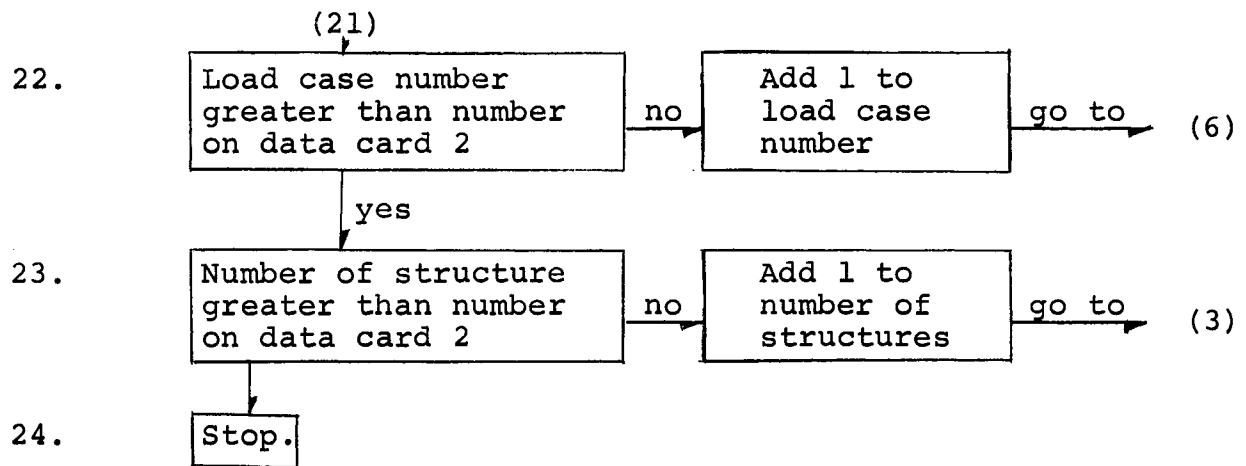 (21)
22.
Load case number
greater than number
on data card 2
no
Add 1 to
load case
number
go to
(6)
yes
23.
Number of structure
greater than number
on data card 2
no
Add 1 to
number of
structures
go to
(3)
24.
Stop.